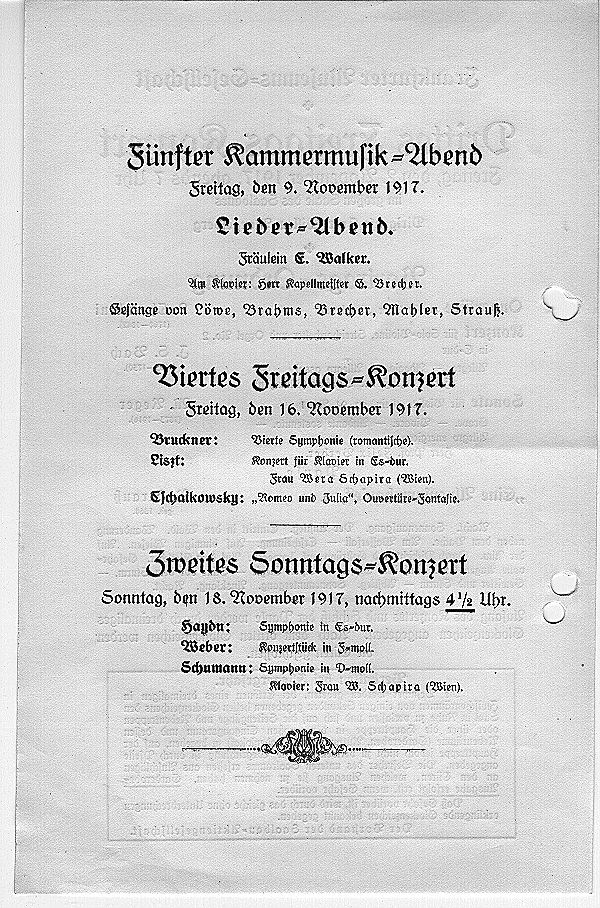 Fünfter Kammermusik=Abend
Freitag, den 9. November 1917.
Lieder=Abend.
Fräulein E. Walker.
Am Klavier: Herr Kapellmeister G. Brecher.
Gesänge von Löwe, Brahms, Brecher, Mahler, Strauß.
Viertes Freitags=Konzert
Freitag, den 16. November 1917.
Bruckner: Vierte Symphonie (romantische).
Liszt: Konzert für Klavier in Es=dur.
Frau Wera Schapira (Wien).
Tschaikowsky: „Romeo und Julia“, Ouvertüre=Fantasie.
Zweites Sonntags=Konzert
Sonntag, den 18. November 1917, nachmittags 4½ Uhr.
Haydn: Symphonie in Es=dur.
Weber: Konzertstück in F=moll.
Schumann: Symphonie in D=moll.
Klavier: Frau W. Schapira (Wien).